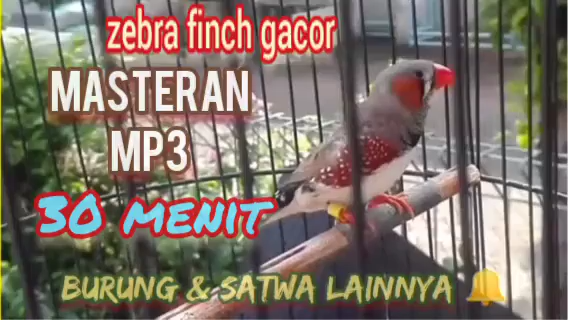 zebra finch gacor
MASTERAN
MP3
30 MENIT
BURUNG & SATWA LAINNYA 🔔